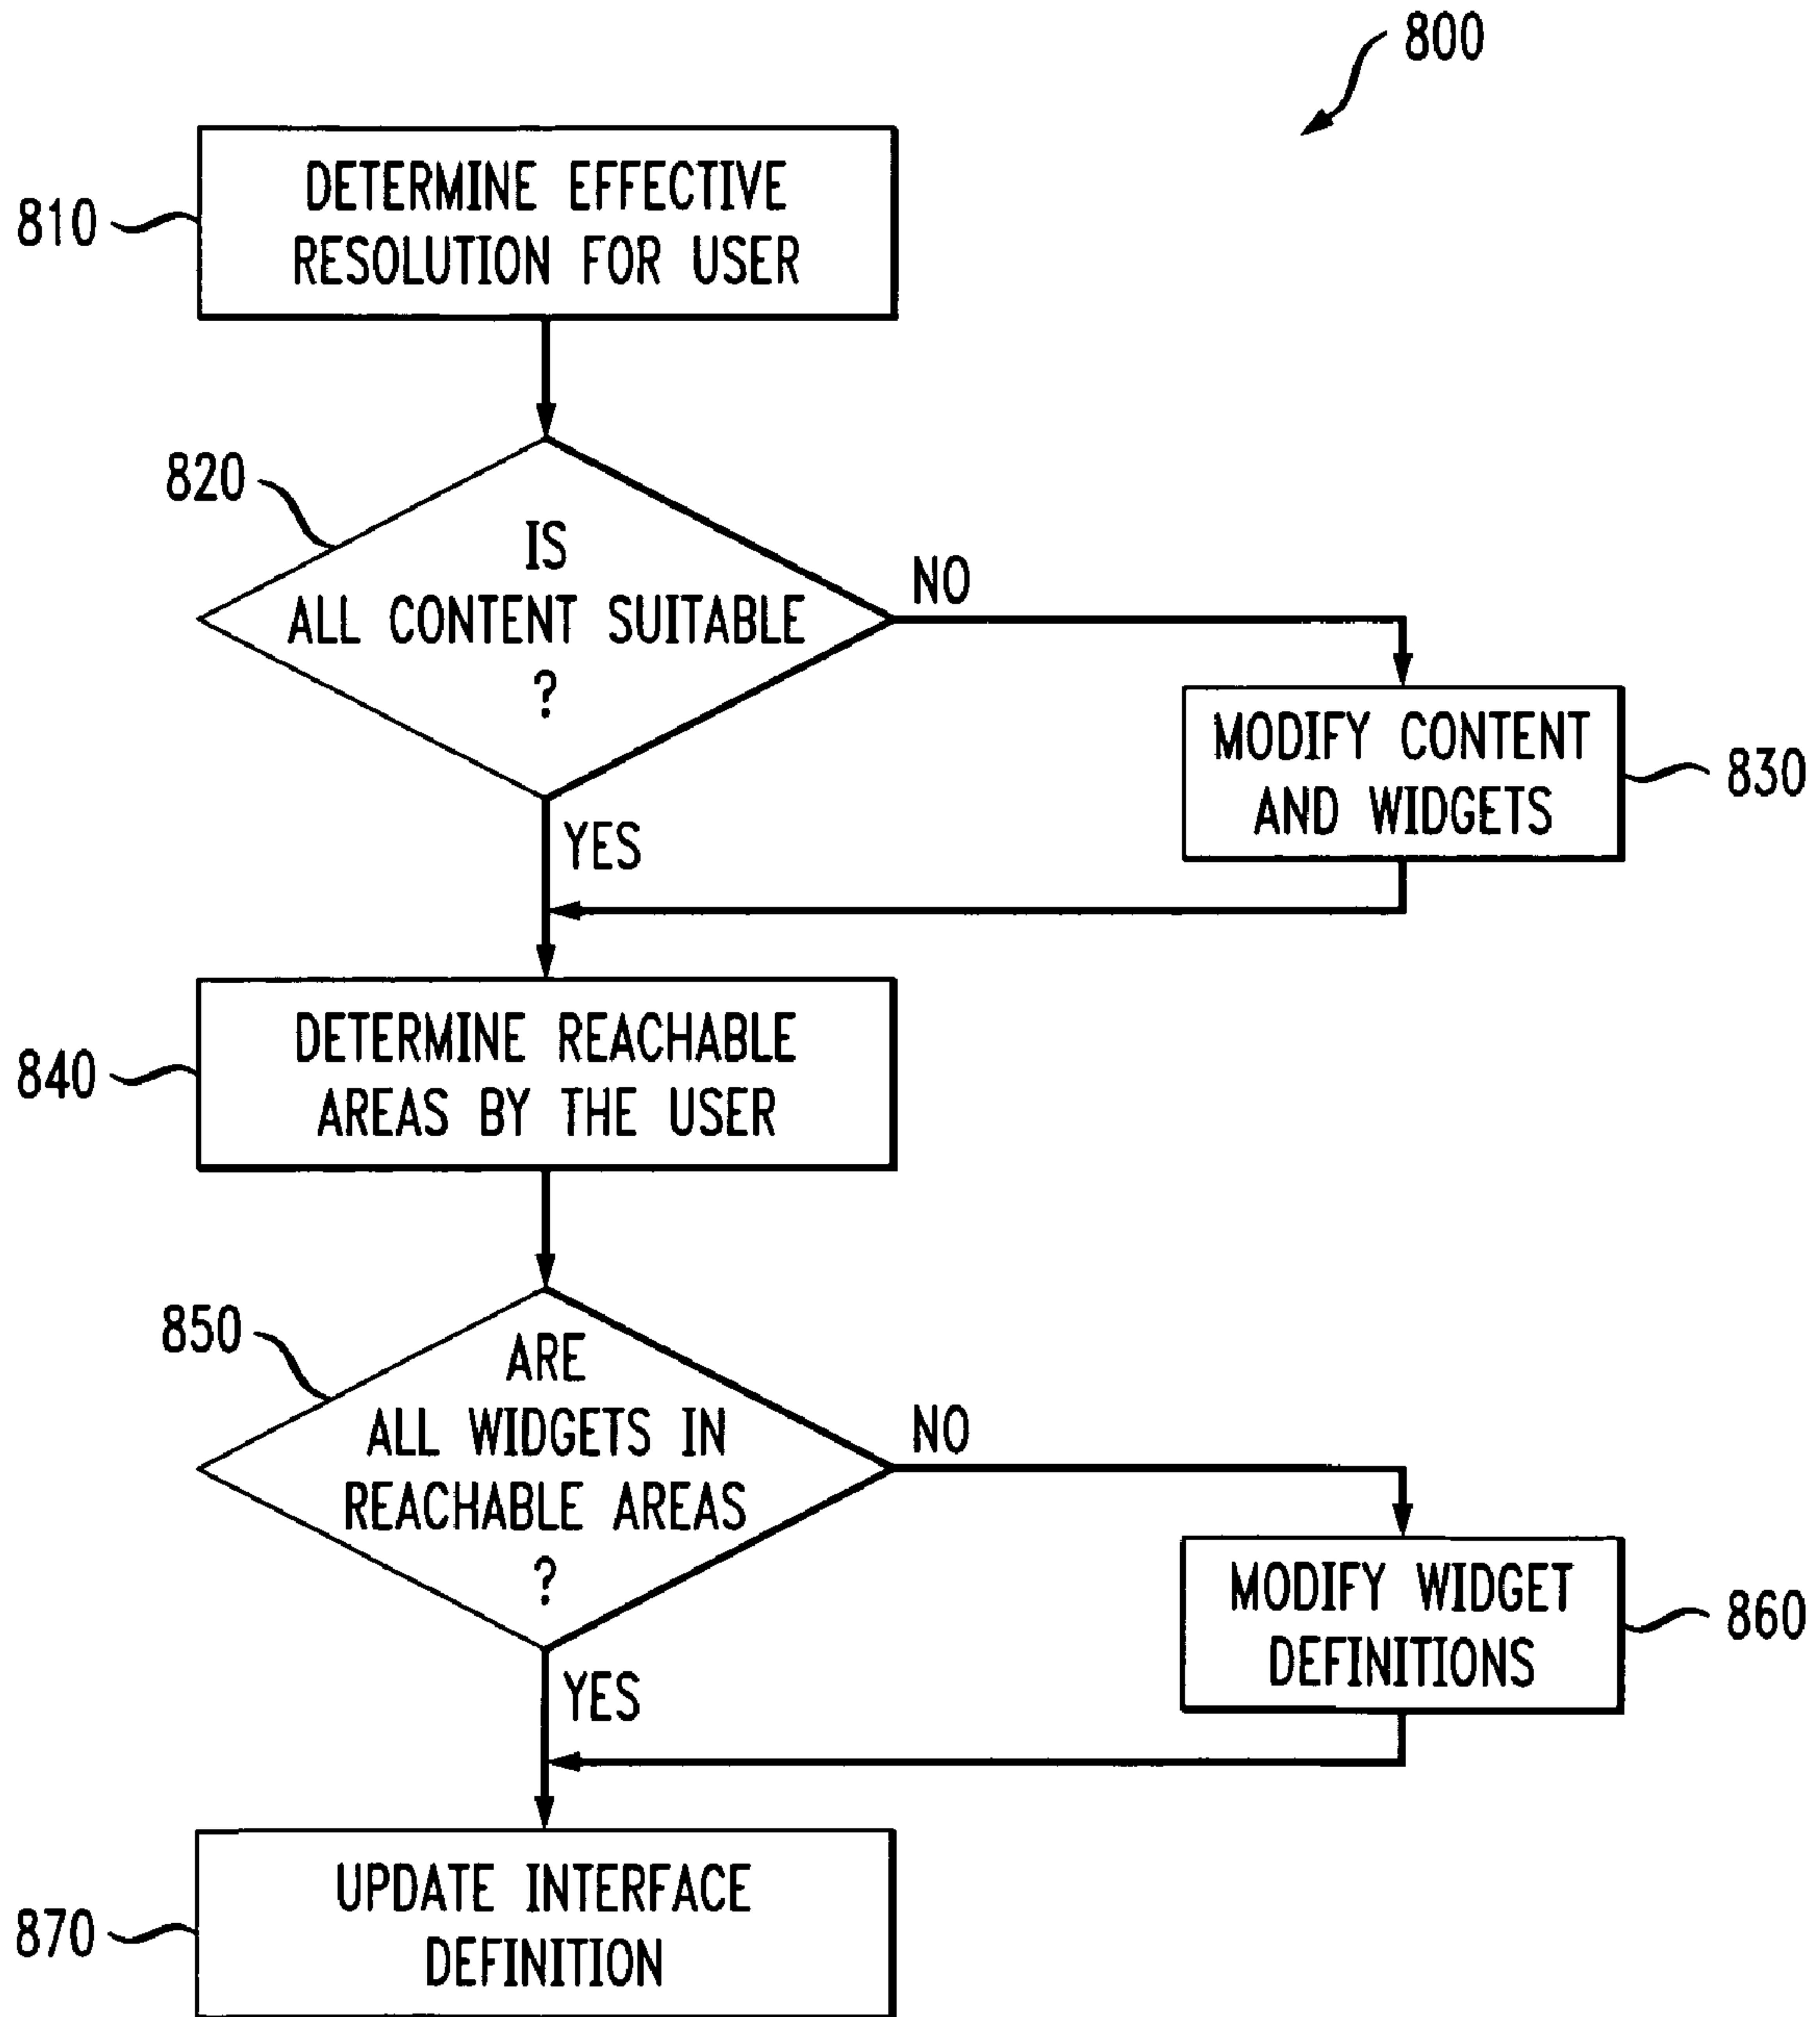 800
810
DETERMINE EFFECTIVE
RESOLUTION FOR USER
820
IS
ALL CONTENT SUITABLE
?
NO
YES
MODIFY CONTENT
AND WIDGETS
830
840
DETERMINE REACHABLE
AREAS BY THE USER
850
ARE
ALL WIDGETS IN
REACHABLE AREAS
?
NO
YES
MODIFY WIDGET
DEFINITIONS
860
870
UPDATE INTERFACE
DEFINITION